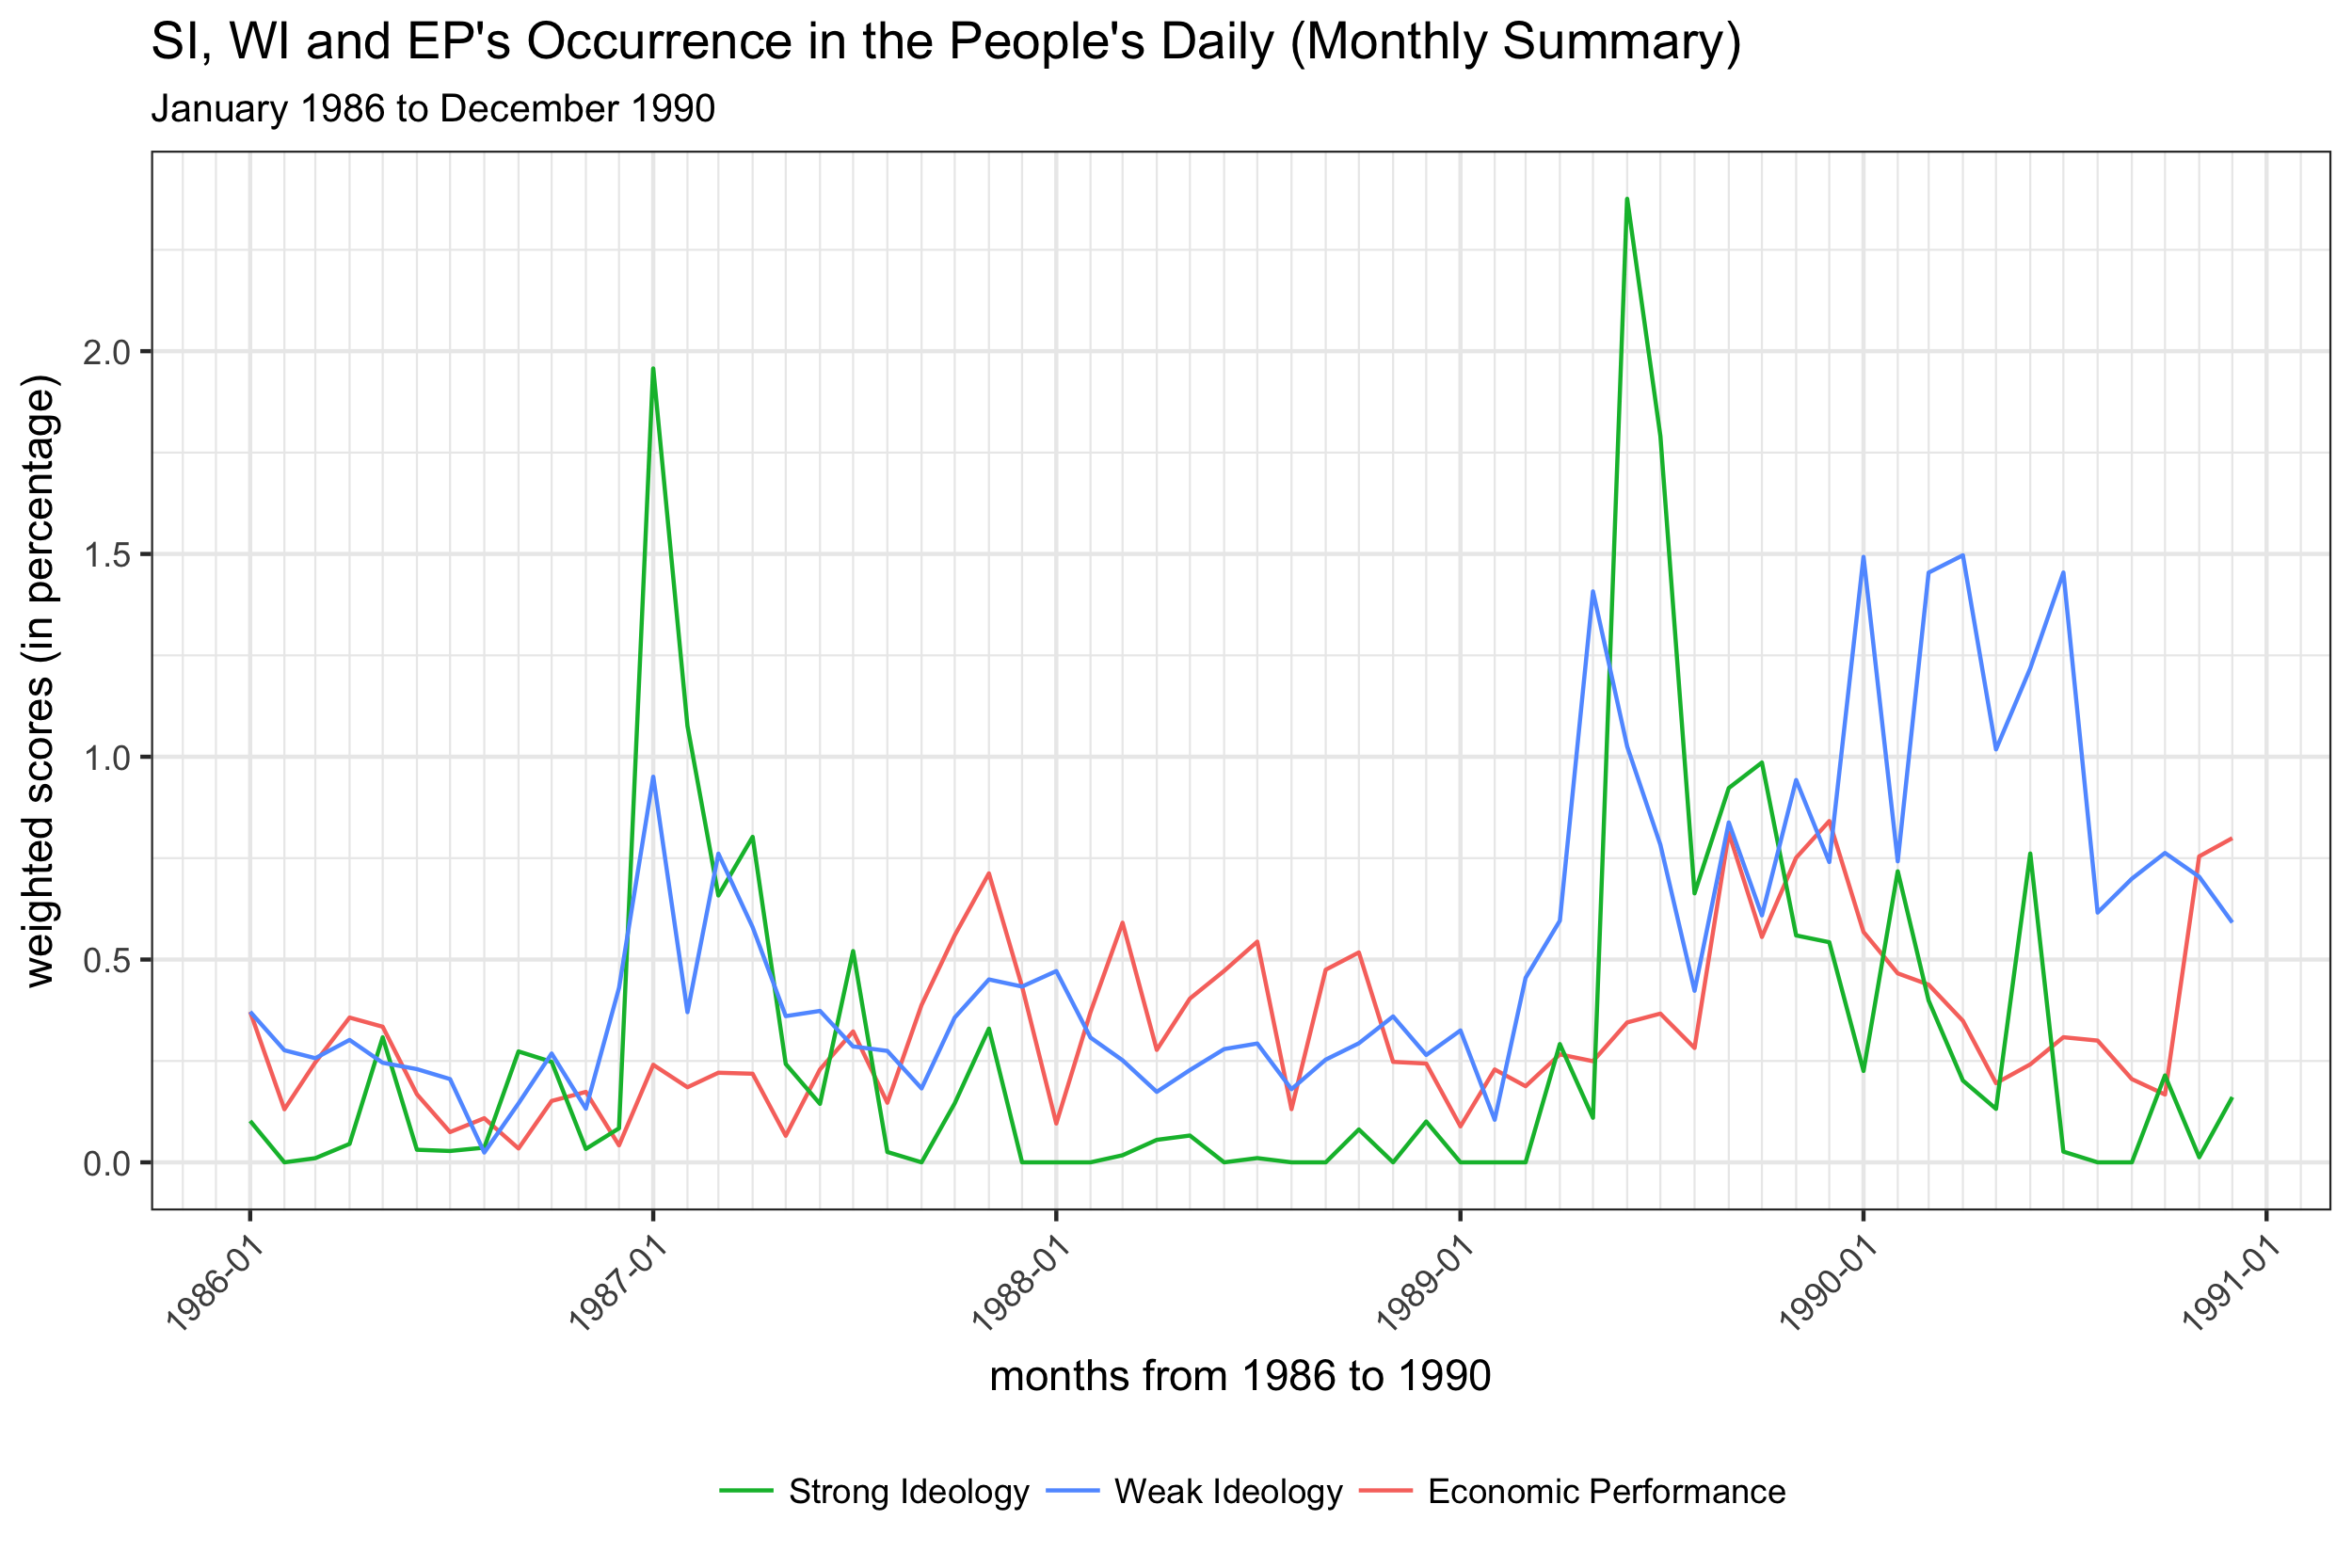 SI, WI and EP's Occurrence in the People's Daily (Monthly Summary)
January 1986 to December 1990
weighted scores (in percentage)
2.0
1.5
1.0
0.5
0.0
1986-01
1987-01
1988-01
1989-01
1990-01
1991-01
months from 1986 to 1990
Strong Ideology
Weak Ideology
Economic Performance